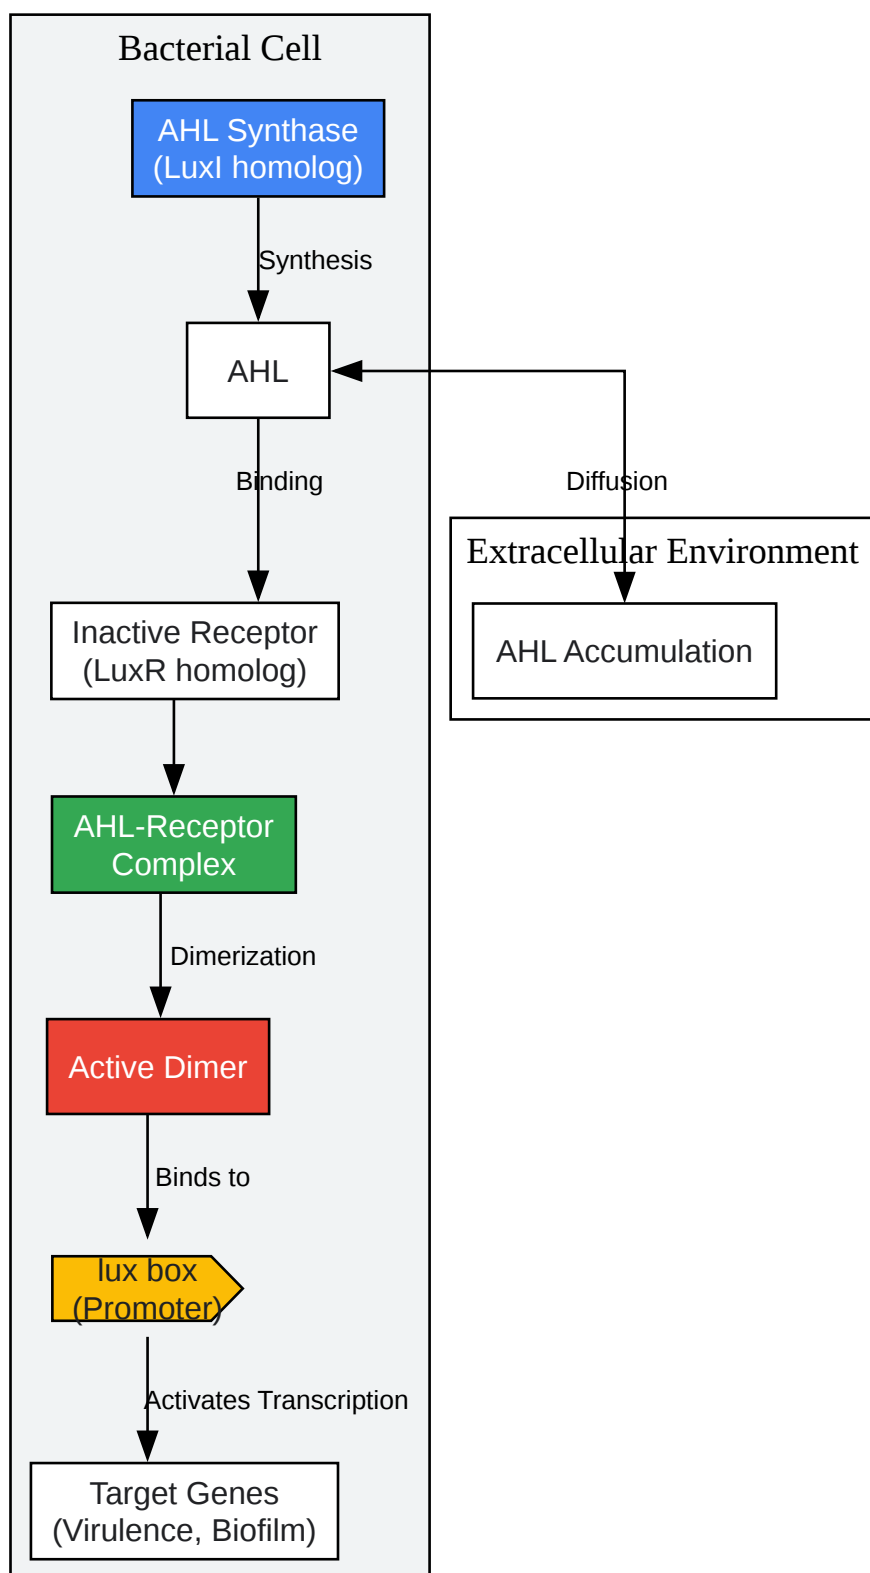 Bacterial Cell
AHL Synthase
(LuxI homolog)
Synthesis
AHL
Binding
Diffusion
Extracellular Environment
Inactive Receptor
(LuxR homolog)
AHL Accumulation
AHL-Receptor
Complex
Dimerization
Active Dimer
Binds to
lux box
(Promoter)
Activates Transcription
Target Genes
(Virulence, Biofilm)